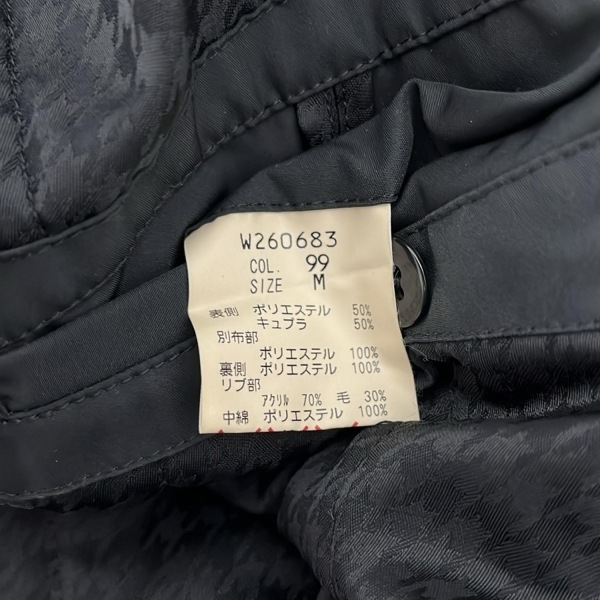 W260683
COL. 99
SIZE M
表側 ポリエステル 50%
キュプラ 50%
別布部
ポリエステル 100%
裏側 ポリエステル 100%
リブ部
アクリル 70% 毛 30%
中綿 ポリエステル 100%